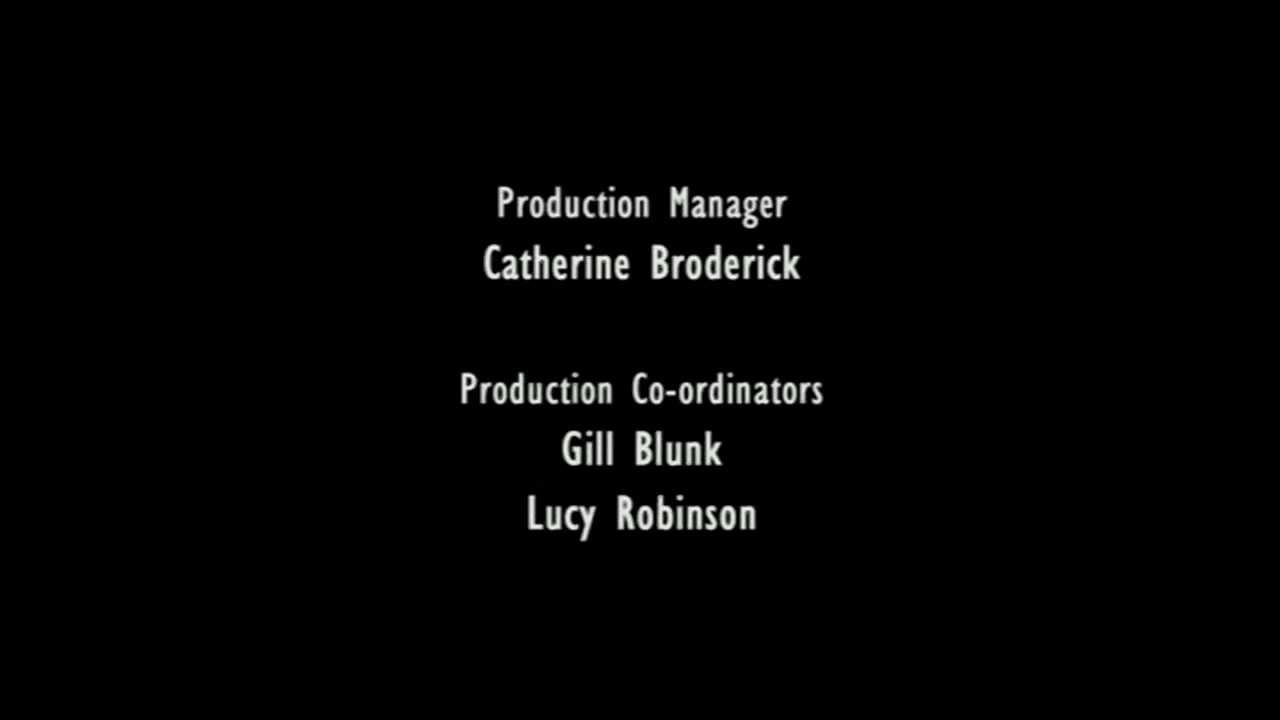 Production Manager
Catherine Broderick
Production Co-ordinators
Gill Blunk
Lucy Robinson